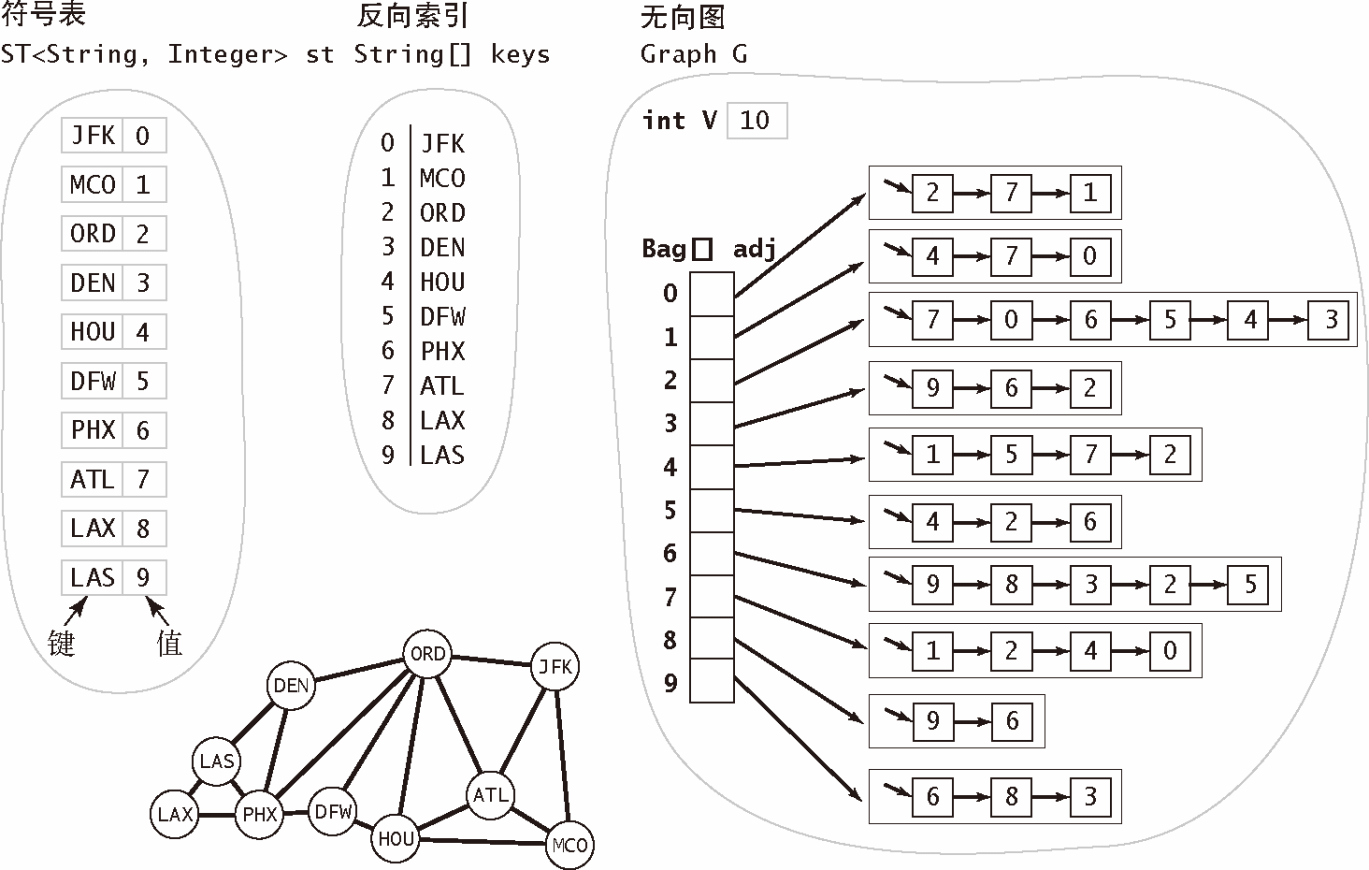 符号表
ST<String, Integer> st
JFK 0
MCO 1
ORD 2
DEN 3
HOU 4
DFW 5
PHX 6
ATL 7
LAX 8
LAS 9
键 值
反向索引
String[] keys
0 JFK
1 MCO
2 ORD
3 DEN
4 HOU
5 DFW
6 PHX
7 ATL
8 LAX
9 LAS
无向图
Graph G
int V 10
Bag[] adj
0
1
2
3
4
5
6
7
8
9
2 7 1
4 7 0
7 0 6 5 4 3
9 6 2
1 5 7 2
4 2 6
9 8 3 2 5
1 2 4 0
9 6
6 8 3
ORD
JFK
DEN
LAS
ATL
LAX
PHX
DFW
HOU
MCO